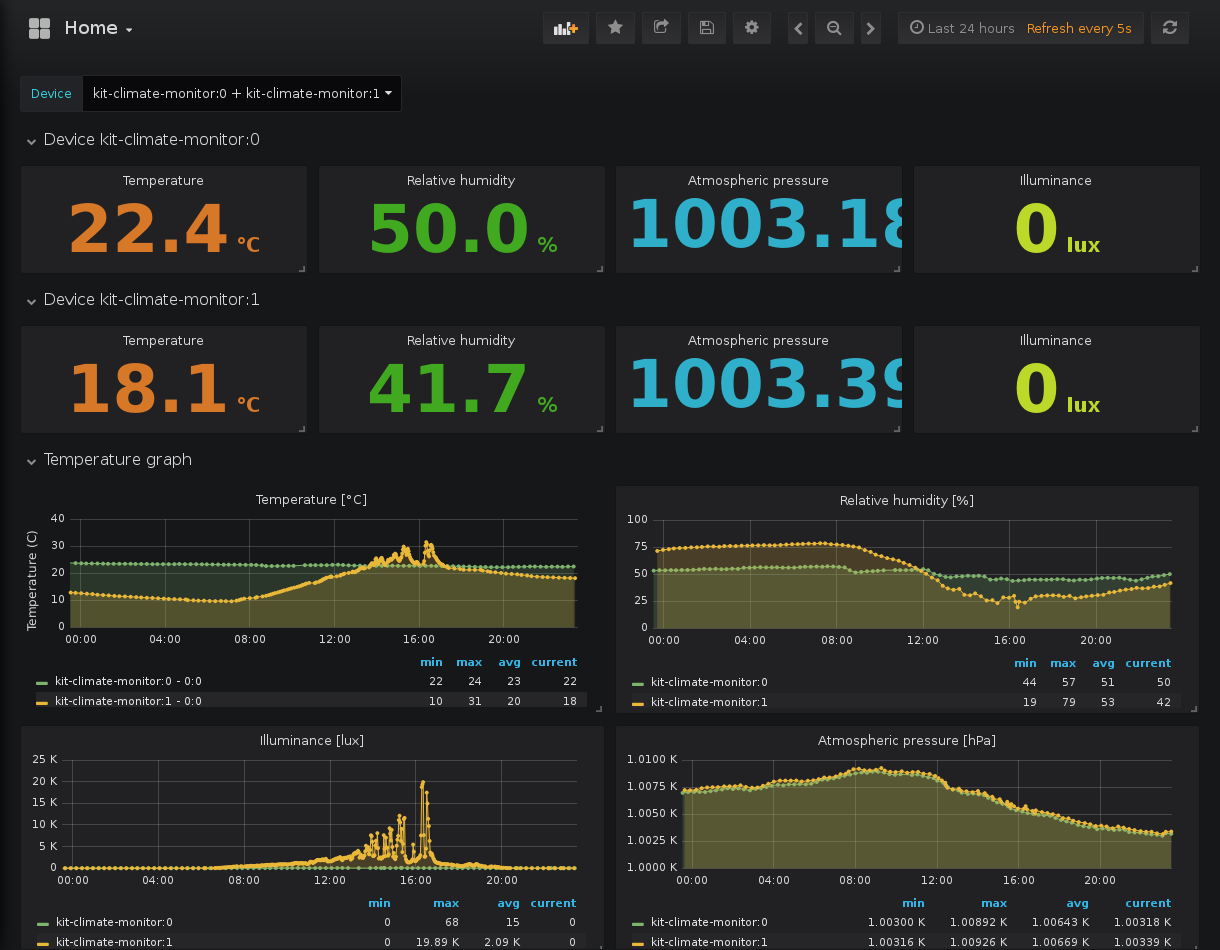 Home
Last 24 hours Refresh every 5s
Device kit-climate-monitor:0 + kit-climate-monitor:1
Device kit-climate-monitor:0
Temperature Relative humidity Atmospheric pressure Illuminance
22.4 °C 50.0 % 1003.18 0 lux
Device kit-climate-monitor:1
Temperature Relative humidity Atmospheric pressure Illuminance
18.1 °C 41.7 % 1003.39 0 lux
Temperature graph
Temperature [°C]
Temperature (C)
40
30
20
10
0
00:00 04:00 08:00 12:00 16:00 20:00
min max avg current
kit-climate-monitor:0 - 0:0 22 24 23 22
kit-climate-monitor:1 - 0:0 10 31 20 18
Relative humidity [%]
100
75
50
25
0
00:00 04:00 08:00 12:00 16:00 20:00
min max avg current
kit-climate-monitor:0 44 57 51 50
kit-climate-monitor:1 19 79 53 42
Illuminance [lux]
25 K
20 K
15 K
10 K
5 K
0
00:00 04:00 08:00 12:00 16:00 20:00
min max avg current
kit-climate-monitor:0 0 68 15 0
kit-climate-monitor:1 0 19.89 K 2.09 K 0
Atmospheric pressure [hPa]
1.0100 K
1.0075 K
1.0050 K
1.0025 K
1.0000 K
00:00 04:00 08:00 12:00 16:00 20:00
min max avg current
kit-climate-monitor:0 1.00300 K 1.00892 K 1.00643 K 1.00318 K
kit-climate-monitor:1 1.00316 K 1.00926 K 1.00669 K 1.00339 K